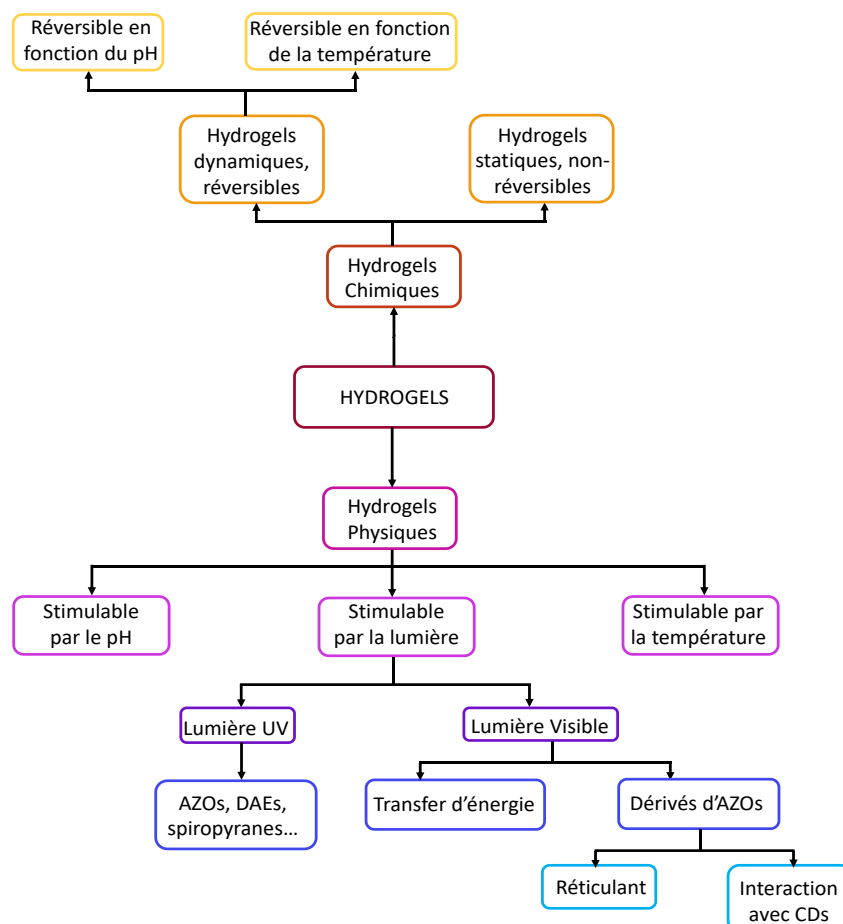 Réversible en
fonction du pH
Réversible en fonction
de la température
Hydrogels
dynamiques,
réversibles
Hydrogels
statiques, non-
réversibles
Hydrogels
Chimiques
HYDROGELS
Hydrogels
Physiques
Stimulable
par le pH
Stimulable
par la lumière
Stimulable par
la température
Lumière UV
Lumière Visible
AZOs, DAEs,
spiropyranes...
Transfer d'énergie
Dérivés d'AZOs
Réticulant
Interaction
avec CDs